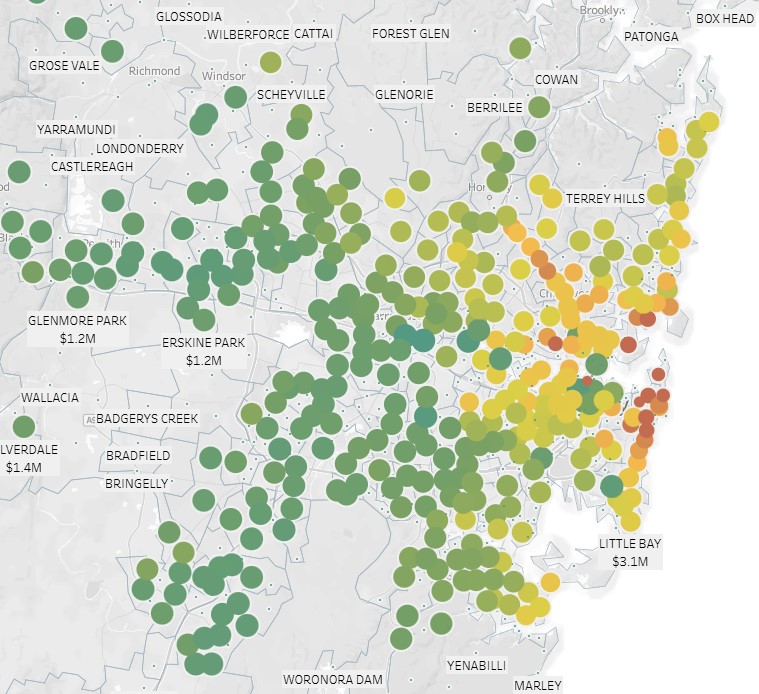 Brooklyn.
BOX HEAD
GLOSSODIA
WILBERFORCE CATTAI
FOREST GLEN
PATONGA
GROSE VALE
Richmond
Windsor
COWAN
SCHEYVILLE
GLENORIE
BERRILEE
YARRAMUNDI
LONDONDERRY
CASTLEREAGH
TERREY HILLS
GLENMORE PARK
$1.2M
ERSKINE PARK
$1.2M
WALLACIA
BADGERYS CREEK
LVERDALE
$1.4M
BRADFIELD
BRINGELLY
LITTLE BAY
$3.1M
YENABILLI
WORONORA DAM
MARLEY